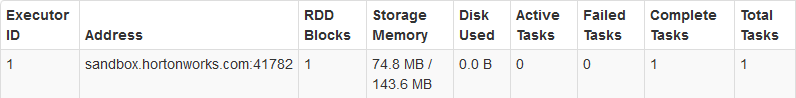 Executor ID Address RDD Blocks Storage Memory Disk Used Active Tasks Failed Tasks Complete Tasks Total Tasks
1 sandbox.hortonworks.com:41782 1 74.8 MB / 143.6 MB 0.0 B 0 0 1 1